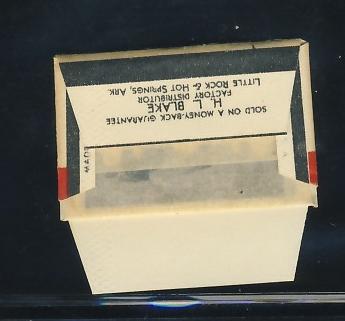 SOLD ON A MONEY-BACK GUARANTEE
H. L. BLAKE
FACTORY DISTRIBUTOR
LITTLE ROCK & HOT SPRINGS, ARK.